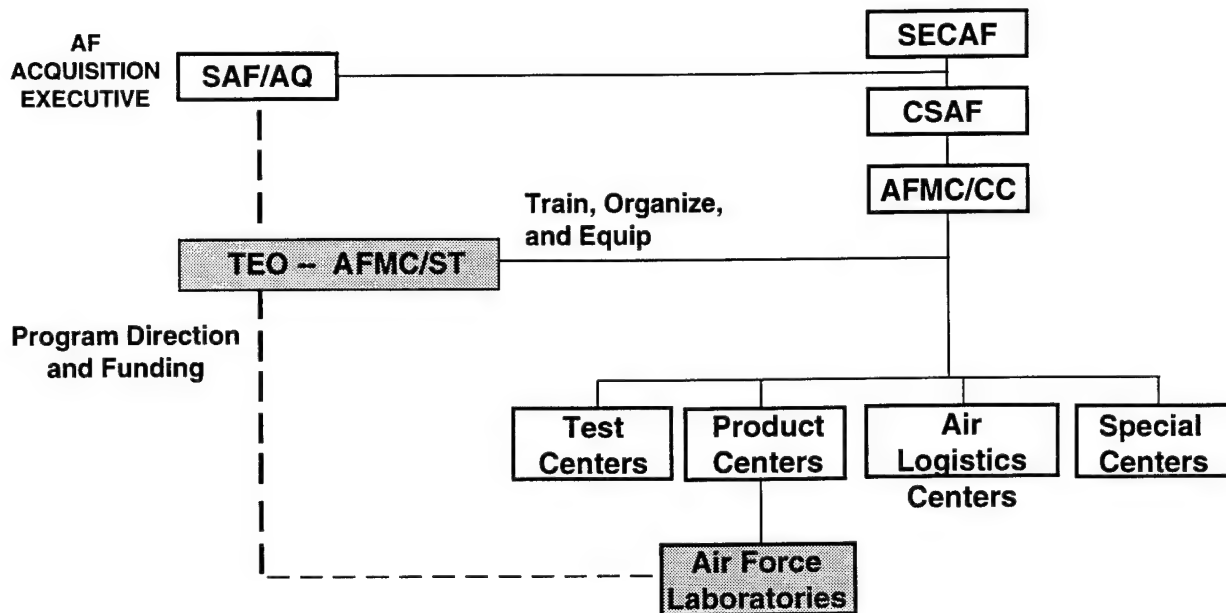 AF
ACQUISITION
EXECUTIVE
SAF/AQ
SECAF
CSAF
AFMC/CC
Train, Organize,
and Equip
TEO -- AFMC/ST
Program Direction
and Funding
Test
Centers
Product
Centers
Air
Logistics
Centers
Special
Centers
Air Force
Laboratories